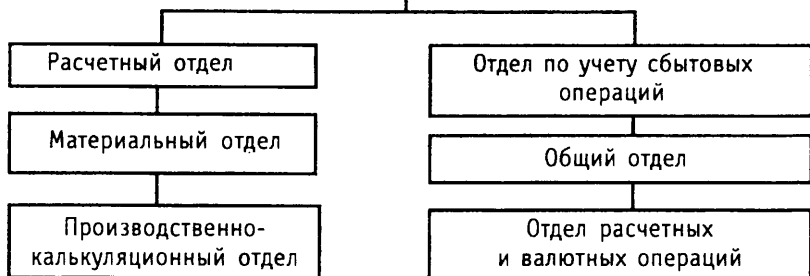 Расчетный отдел
Материальный отдел
Производственно-
калькуляционный отдел
Отдел по учету сбытовых
операций
Общий отдел
Отдел расчетных
и валютных операций